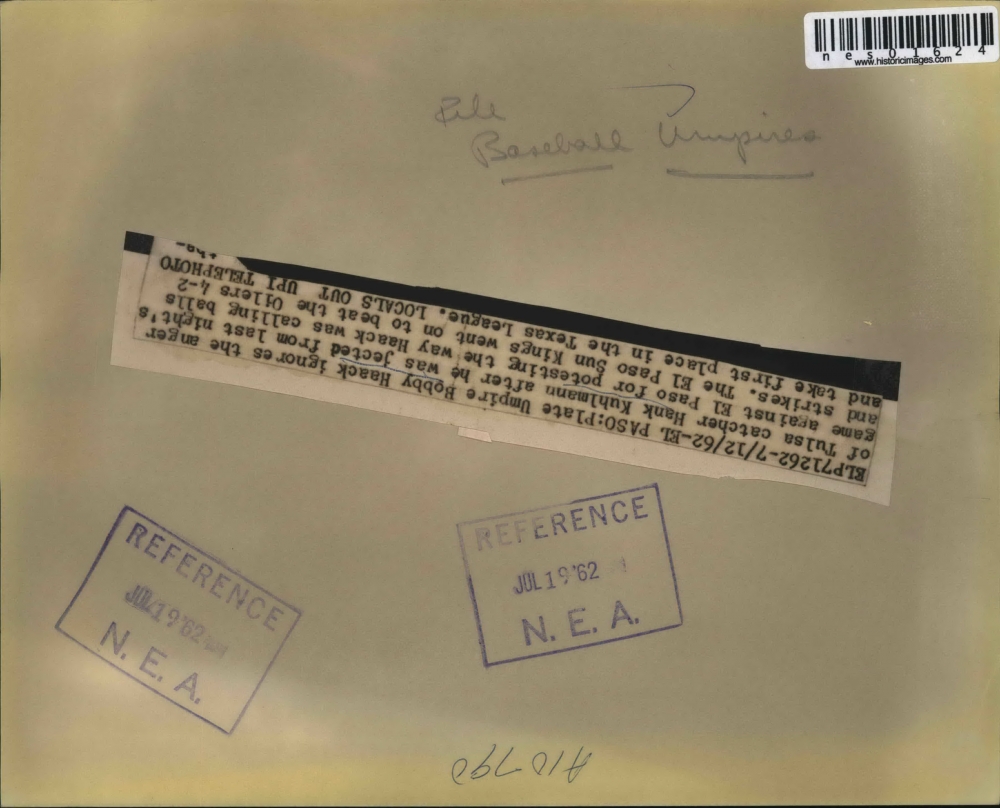 nes01624
www.historicimages.com
File
Baseball Umpires
ELP71262-7/12/62-EL PASO:Plate Umpire Bobby Haack ignores the anger
of Tulsa catcher Hank Kuhlmann after he was jected from last night's
game against El Paso for potesting the way Haack was calling balls
and strikes. The El Paso Sun Kings went on to beat the Oilers 4-2
and take first place in the Texas League. LOCALS OUT UPI TELEPHOTO
REFERENCE
JUL 19 '62
N. E. A.
REFERENCE
JUL 19 '62
N. E. A.